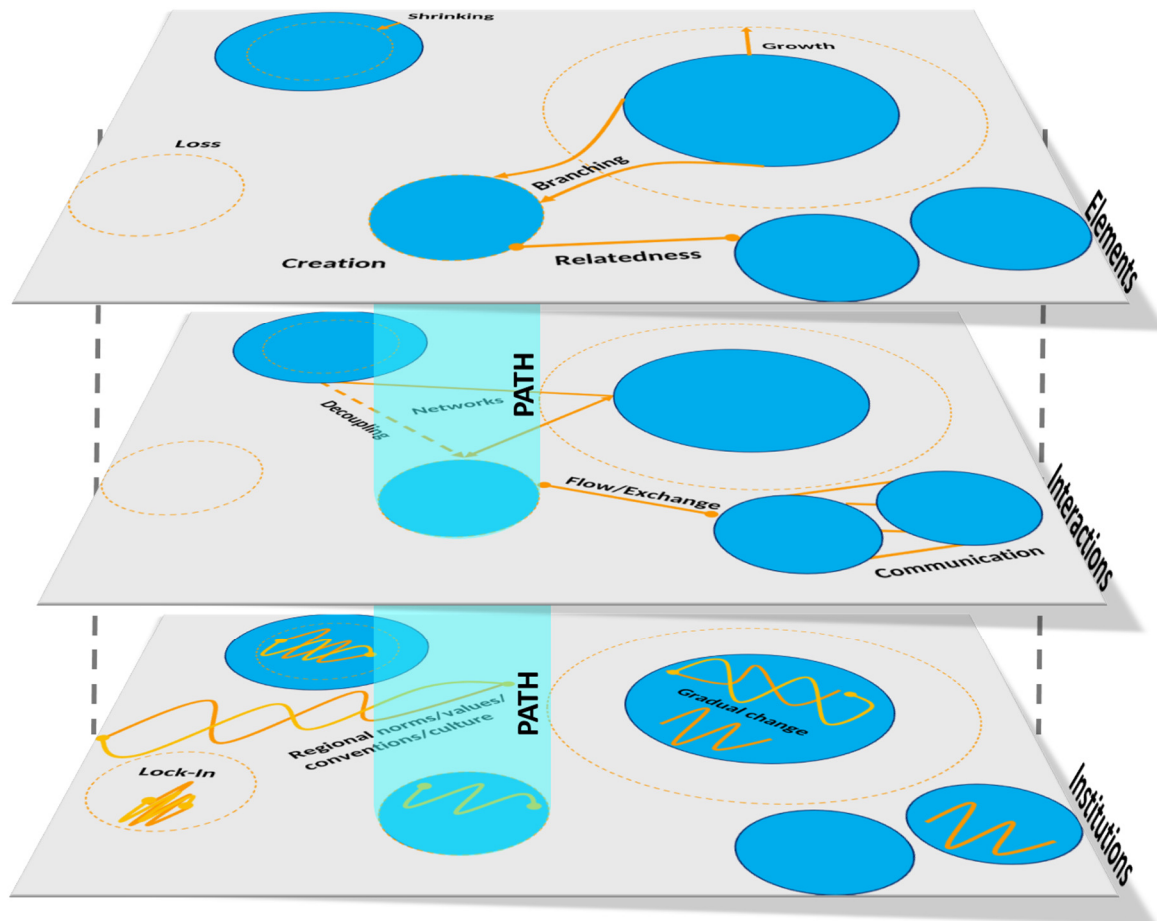 Shrinking
Growth
Loss
Branching
Creation
Relatedness
Elements
PATH
Networks
Decoupling
Flow/Exchange
Communication
Interactions
PATH
Regional norms/values/
conventions/culture
Gradual change
Lock-In
Institutions